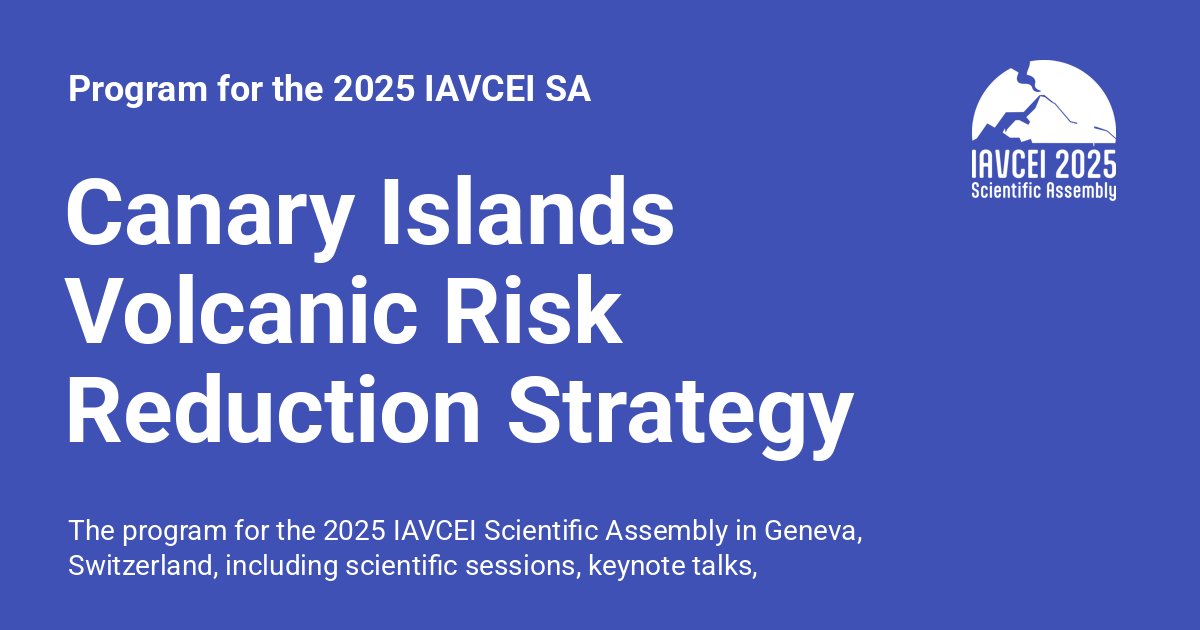 Program for the 2025 IAVCEI SA
IAVCEI 2025
Scientific Assembly
Canary Islands
Volcanic Risk
Reduction Strategy
The program for the 2025 IAVCEI Scientific Assembly in Geneva,
Switzerland, including scientific sessions, keynote talks,